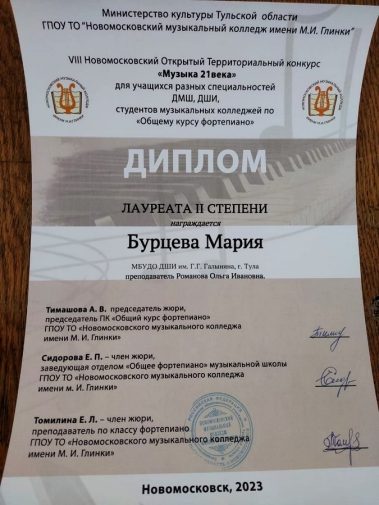 Министерство культуры Тульской области
ГПОУ ТО "Новомосковский музыкальный колледж имени М.И. Глинки"
VIII Новомосковский Открытый Территориальный конкурс
«Музыка 21века»
для учащихся разных специальностей
ДМШ, ДШИ,
студентов музыкальных колледжей по
«Общему курсу фортепиано»
ДИПЛОМ
ЛАУРЕАТА II СТЕПЕНИ
награждается
Бурцева Мария
МБУДО ДШИ им. Г.Г. Галынина, г. Тула
преподаватель Романова Ольга Ивановна.
Тимашова А. В. председатель жюри,
председатель ПК «Общий курс фортепиано»
ГПОУ ТО «Новомосковского музыкального колледжа
имени М. И. Глинки»
Сидорова Е. П. – член жюри,
заведующая отделом «Общее фортепиано» музыкальной школы
ГПОУ ТО «Новомосковского музыкального колледжа
имени м. И. Глинки»
Томилина Е. Л. – член жюри,
преподаватель по классу фортепиано
ГПОУ ТО «Новомосковского музыкального колледжа
имени М. И. Глинки»
Новомосковск, 2023